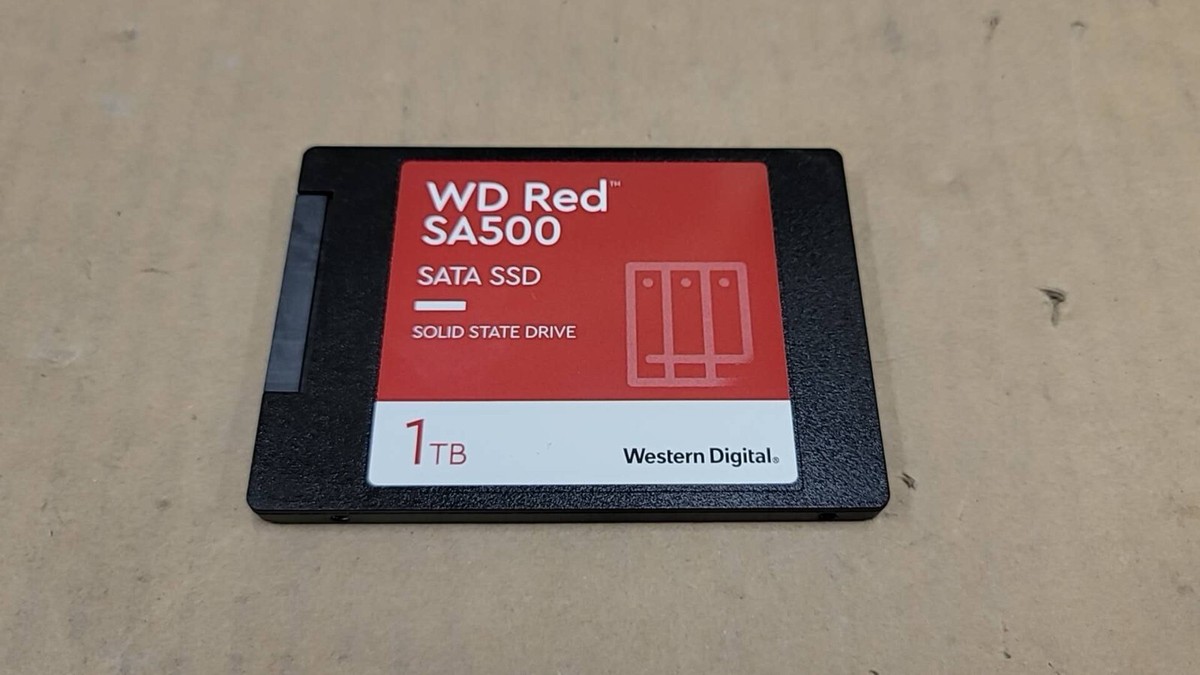 WD Red™
SA500
SATA SSD
SOLID STATE DRIVE
1TB
Western Digital®